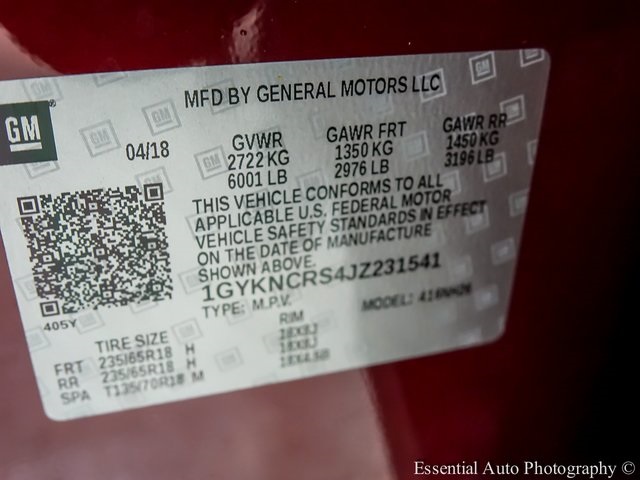 MFD BY GENERAL MOTORS LLC
GM ®
04/18
GVWR
2722 KG
6001 LB
GAWR FRT
1350 KG
2976 LB
GAWR RR
1450 KG
3196 LB
THIS VEHICLE CONFORMS TO ALL
APPLICABLE U.S. FEDERAL MOTOR
VEHICLE SAFETY STANDARDS IN EFFECT
ON THE DATE OF MANUFACTURE
SHOWN ABOVE.
1GYKNCRS4JZ231541
TYPE: M.P.V. MODEL:
405Y
TIRE SIZE RIM
FRT 235/65R18 H 18X8J
RR 235/65R18 H 18X8J
SPA T135/70R18 M
Essential Auto Photography ©